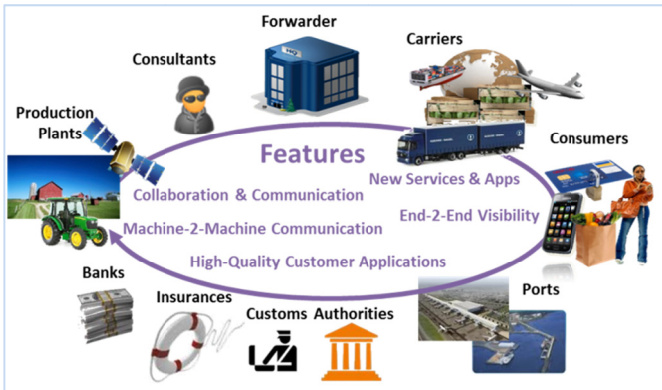 Forwarder
Consultants
Carriers
HQ
Production
Plants
Consumers
Features
New Services & Apps
Collaboration & Communication
End-2-End Visibility
Machine-2-Machine Communication
High-Quality Customer Applications
Banks
Insurances
Customs
Authorities
Ports